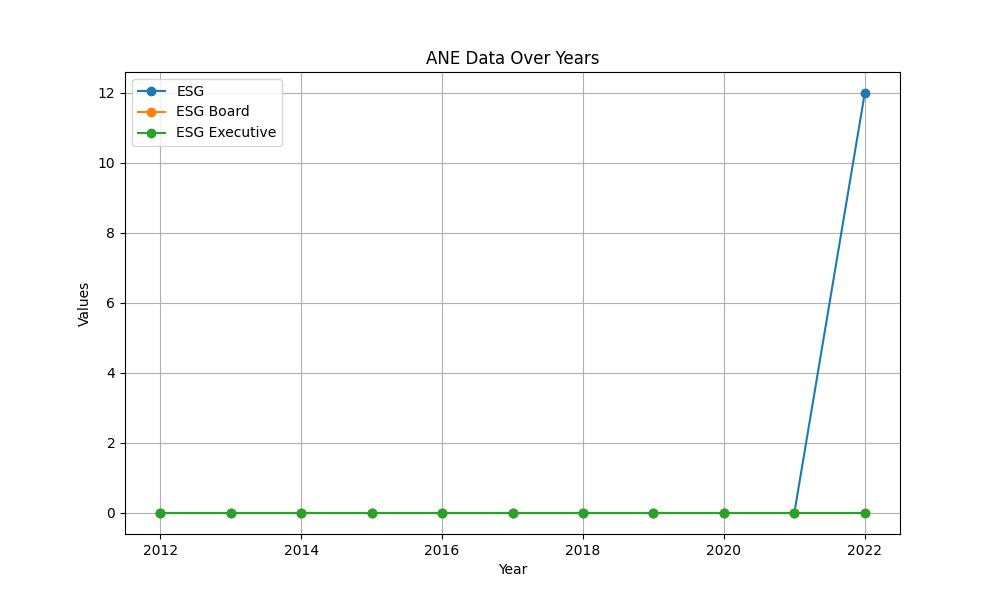 ANE Data Over Years
ESG
ESG Board
ESG Executive
Values
12
10
8
6
4
2
0
2012 2014 2016 2018 2020 2022
Year